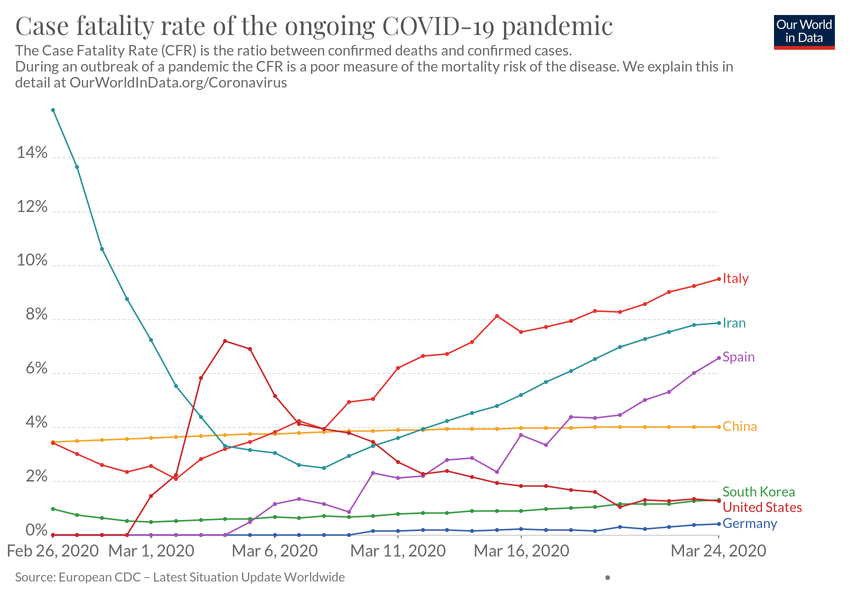 Case fatality rate of the ongoing COVID-19 pandemic
Our World
in Data
The Case Fatality Rate (CFR) is the ratio between confirmed deaths and confirmed cases.
During an outbreak of a pandemic the CFR is a poor measure of the mortality risk of the disease. We explain this in
detail at OurWorldInData.org/Coronavirus
14%
12%
10%
8%
6%
4%
2%
0%
Italy
Iran
Spain
China
South Korea
United States
Germany
Feb 26, 2020
Mar 1, 2020
Mar 6, 2020
Mar 11, 2020
Mar 16, 2020
Mar 24, 2020
Source: European CDC – Latest Situation Update Worldwide